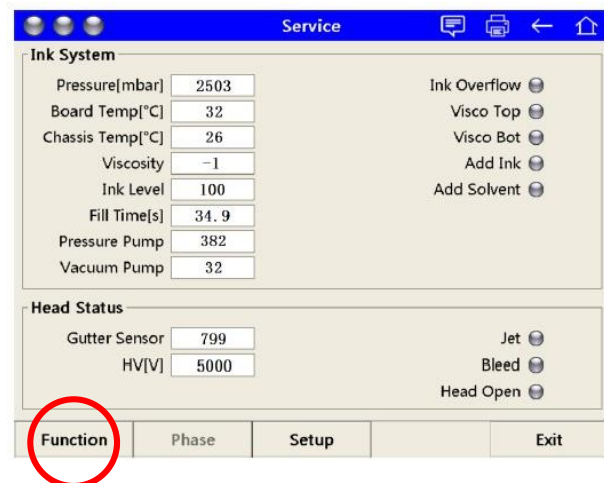 Service
Ink System
Pressure[mbar] 2503 Ink Overflow
Board Temp[°C] 32 Visco Top
Chassis Temp[°C] 26 Visco Bot
Viscosity -1 Add Ink
Ink Level 100 Add Solvent
Fill Time[s] 34.9
Pressure Pump 382
Vacuum Pump 32
Head Status
Gutter Sensor 799 Jet
HV[V] 5000 Bleed
Head Open
Function Phase Setup Exit